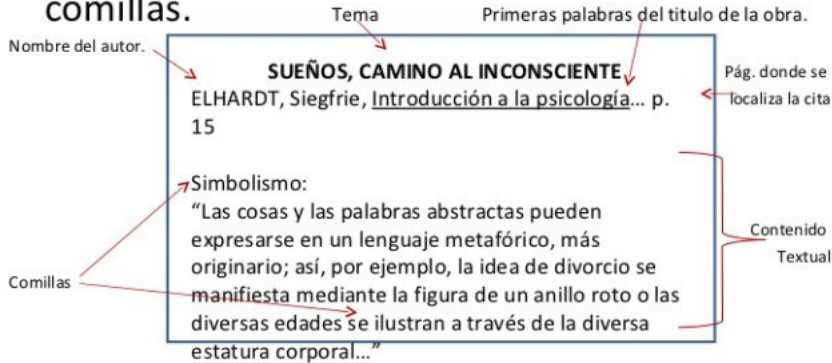 comillas.
Tema
Primeras palabras del titulo de la obra.
Nombre del autor.
SUEÑOS, CAMINO AL INCONSCIENTE
Pág. donde se
localiza la cita
ELHARDT, Siegfrie, Introducción a la psicología... p.
15
Simbolismo:
“Las cosas y las palabras abstractas pueden
expresarse en un lenguaje metafórico, más
originario; así, por ejemplo, la idea de divorcio se
manifiesta mediante la figura de un anillo roto o las
diversas edades se ilustran a través de la diversa
estatura corporal...”
Contenido
Textual
Comillas